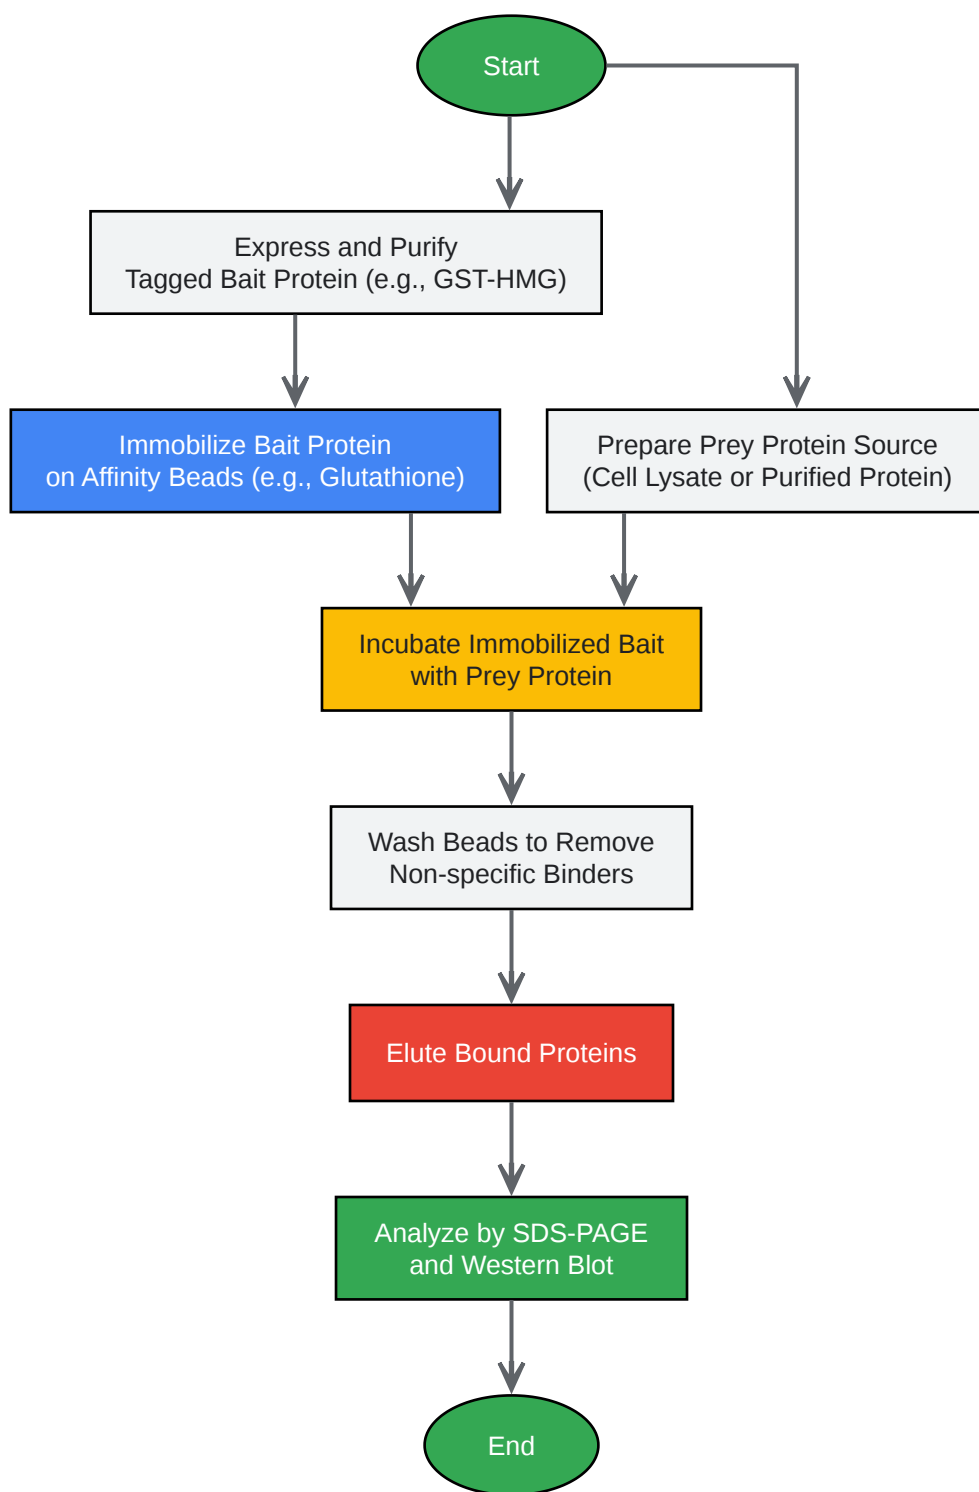 Start
Express and Purify
Tagged Bait Protein (e.g., GST-HMG)
Immobilize Bait Protein
on Affinity Beads (e.g., Glutathione)
Prepare Prey Protein Source
(Cell Lysate or Purified Protein)
Incubate Immobilized Bait
with Prey Protein
Wash Beads to Remove
Non-specific Binders
Elute Bound Proteins
Analyze by SDS-PAGE
and Western Blot
End